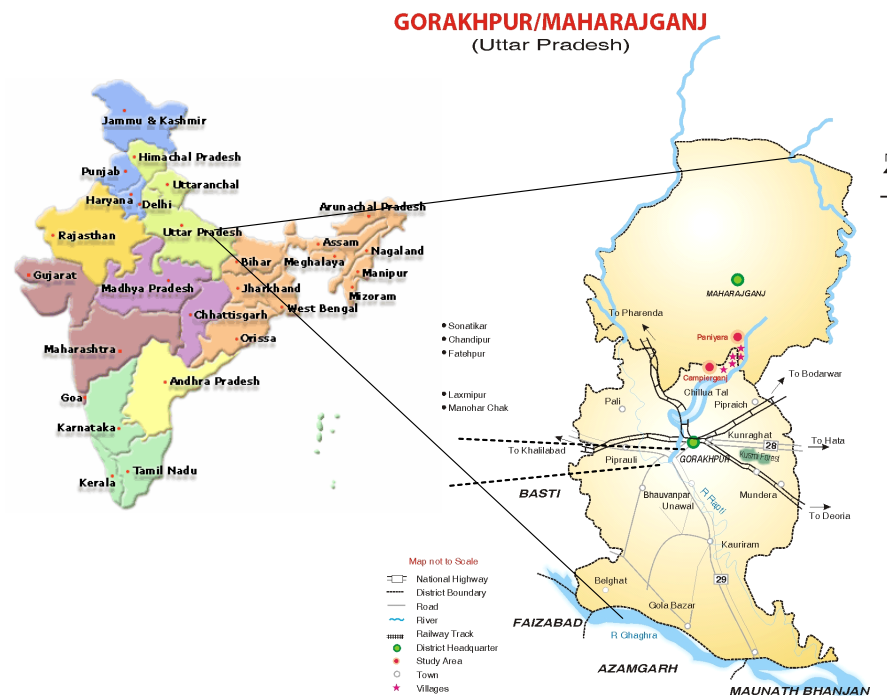 GORAKHPUR/MAHARAJGANJ
(Uttar Pradesh)
Jammu & Kashmir
Himachal Pradesh
Punjab
Uttaranchal
Haryana
Delhi
Rajasthan
Uttar Pradesh
Arunachal Pradesh
Assam
Nagaland
Meghalaya
Bihar
Manipur
Gujarat
Madhya Pradesh
Jharkhand
Mizoram
Chhattisgarh
West Bengal
Orissa
Maharashtra
Andhra Pradesh
Goa
Karnataka
Tamil Nadu
Kerala
Sonatikar
Chandipur
Fatehpur
Laxmipur
Manohar Chak
MAHARAJGANJ
To Pharenda
Paniyara
Campierganj
To Bodarwar
Chillua Tal
Pali
Pipraich
Kunraghat
28
To Hata
To Khalilabad
GORAKHPUR
Kusmi Forest
Piprauli
BASTI
Bhauvanpar
Unawal
R Rapti
Mundera
To Deoria
Kauriram
29
Belghat
Gola Bazar
FAIZABAD
R Ghaghra
AZAMGARH
MAUNATH BHANJAN
Map not to Scale
National Highway
District Boundary
Road
River
Railway Track
District Headquarter
Study Area
Town
Villages